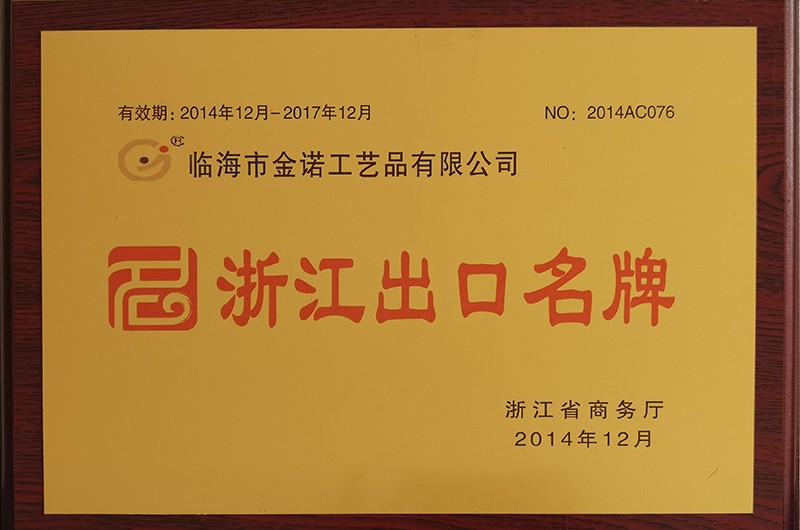 有效期: 2014年12月-2017年12月 NO: 2014AC076
® 临海市金诺工艺品有限公司
浙江出口名牌
浙江省商务厅
2014年12月